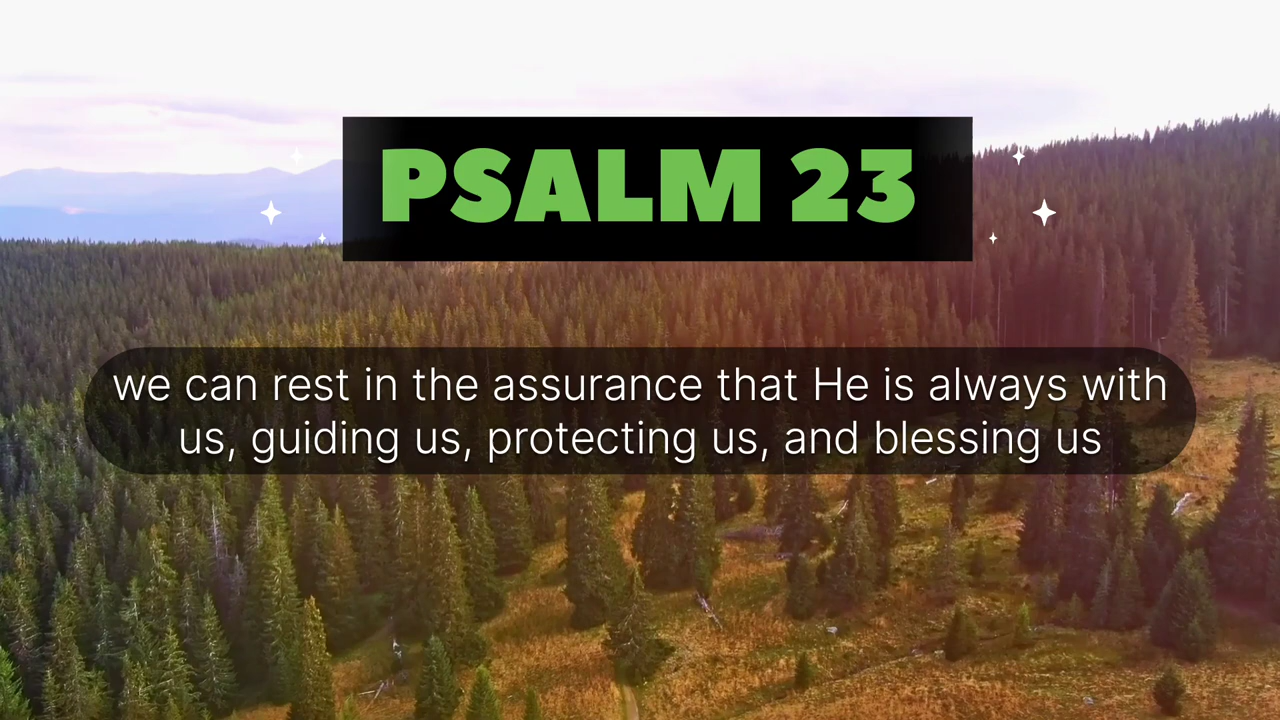 PSALM 23
we can rest in the assurance that He is always with
us, guiding us, protecting us, and blessing us